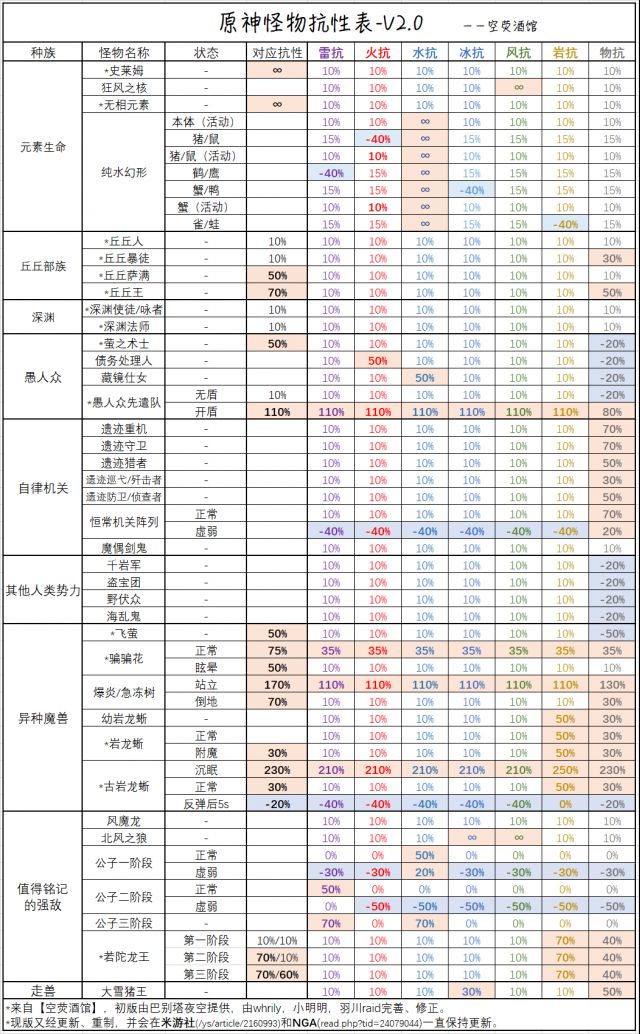 原神怪物抗性表-V2.0 ——空荧酒馆
种族 怪物名称 状态 对应抗性 雷抗 火抗 水抗 冰抗 风抗 岩抗 物抗
元素生命
*史莱姆 - ∞ 10% 10% 10% 10% 10% 10% 10%
狂风之核 - 10% 10% 10% 10% ∞ 10% 10%
*无相元素 - ∞ 10% 10% 10% 10% 10% 10% 10%
纯水幻形
本体（活动） 10% 10% ∞ 10% 10% 10% 10%
猪/鼠 15% -40% ∞ 15% 15% 15% 15%
猪/鼠（活动） 10% 10% ∞ 10% 10% 10% 10%
鹤/鹰 -40% 15% ∞ 15% 15% 15% 15%
蟹/鸭 15% 15% ∞ -40% 15% 15% 15%
蟹（活动） 10% 10% ∞ 10% 10% 10% 10%
雀/蛙 15% 15% ∞ 15% 15% -40% 15%
丘丘部族
*丘丘人 - 10% 10% 10% 10% 10% 10% 10% 10%
*丘丘暴徒 - 10% 10% 10% 10% 10% 10% 10% 30%
*丘丘萨满 - 50% 10% 10% 10% 10% 10% 10% 10%
*丘丘王 - 70% 10% 10% 10% 10% 10% 10% 50%
深渊
*深渊使徒/咏者 - 10% 10% 10% 10% 10% 10% 10% 10%
*深渊法师 - 10% 10% 10% 10% 10% 10% 10% 10%
愚人众
*萤之术士 - 50% 10% 10% 10% 10% 10% 10% -20%
债务处理人 - 10% 50% 10% 10% 10% 10% -20%
藏镜仕女 - 10% 10% 50% 10% 10% 10% -20%
*愚人众先遣队
无盾 10% 10% 10% 10% 10% 10% 10% -20%
开盾 110% 110% 110% 110% 110% 110% 110% 80%
自律机关
遗迹重机 - 10% 10% 10% 10% 10% 10% 70%
遗迹守卫 - 10% 10% 10% 10% 10% 10% 70%
遗迹猎者 - 10% 10% 10% 10% 10% 10% 50%
遗迹巡弋/歼击者 - 10% 10% 10% 10% 10% 10% 30%
遗迹防卫/侦查者 - 10% 10% 10% 10% 10% 10% 50%
恒常机关阵列
正常 10% 10% 10% 10% 10% 10% 70%
虚弱 -40% -40% -40% -40% -40% -40% 20%
魔偶剑鬼 - 10% 10% 10% 10% 10% 10% 10%
其他人类势力
千岩军 - 10% 10% 10% 10% 10% 10% -20%
盗宝团 - 10% 10% 10% 10% 10% 10% -20%
野伏众 - 10% 10% 10% 10% 10% 10% -20%
海乱鬼 - 10% 10% 10% 10% 10% 10% -20%
异种魔兽
*飞萤 - 50% 10% 10% 10% 10% 10% 10% -50%
*骗骗花
正常 75% 35% 35% 35% 35% 35% 35% 35%
眩晕 50% 10% 10% 10% 10% 10% 10% 10%
爆炎/急冻树
站立 170% 110% 110% 110% 110% 110% 110% 130%
倒地 70% 10% 10% 10% 10% 10% 10% 30%
幼岩龙蜥 - 10% 10% 10% 10% 10% 50% 30%
*岩龙蜥
正常 10% 10% 10% 10% 10% 50% 30%
附魔 30% 10% 10% 10% 10% 10% 50% 30%
*古岩龙蜥
沉眠 230% 210% 210% 210% 210% 210% 250% 230%
正常 30% 10% 10% 10% 10% 10% 50% 30%
反弹后5s -20% -40% -40% -40% -40% -40% 0% -20%
值得铭记
的强敌
风魔龙 - 10% 10% 10% 10% 10% 10% 10%
北风之狼 - 10% 10% 10% ∞ ∞ 10% 10%
公子一阶段
正常 0% 0% 50% 0% 0% 0% 0%
虚弱 -30% -30% 20% -30% -30% -30% -30%
公子二阶段
正常 50% 0% 0% 0% 0% 0% 0%
虚弱 0% -50% -50% -50% -50% -50% -50%
公子三阶段 - 70% 0% 70% 0% 0% 0% 0%
*若陀龙王
第一阶段 10%/10% 10% 10% 10% 10% 10% 70% 40%
第二阶段 70%/10% 10% 10% 10% 10% 10% 70% 40%
第三阶段 70%/60% 10% 10% 10% 10% 10% 70% 40%
走兽
大雪猪王 - 10% 10% 10% 30% 10% 10% 50%
*来自【空荧酒馆】，初版由巴别塔夜空提供，由whrily，小明明，羽川raid完善、修正。
*现版又经更新、重制，并会在米游社(/ys/article/2160993)和NGA(read.php?tid=24079044)一直保持更新。